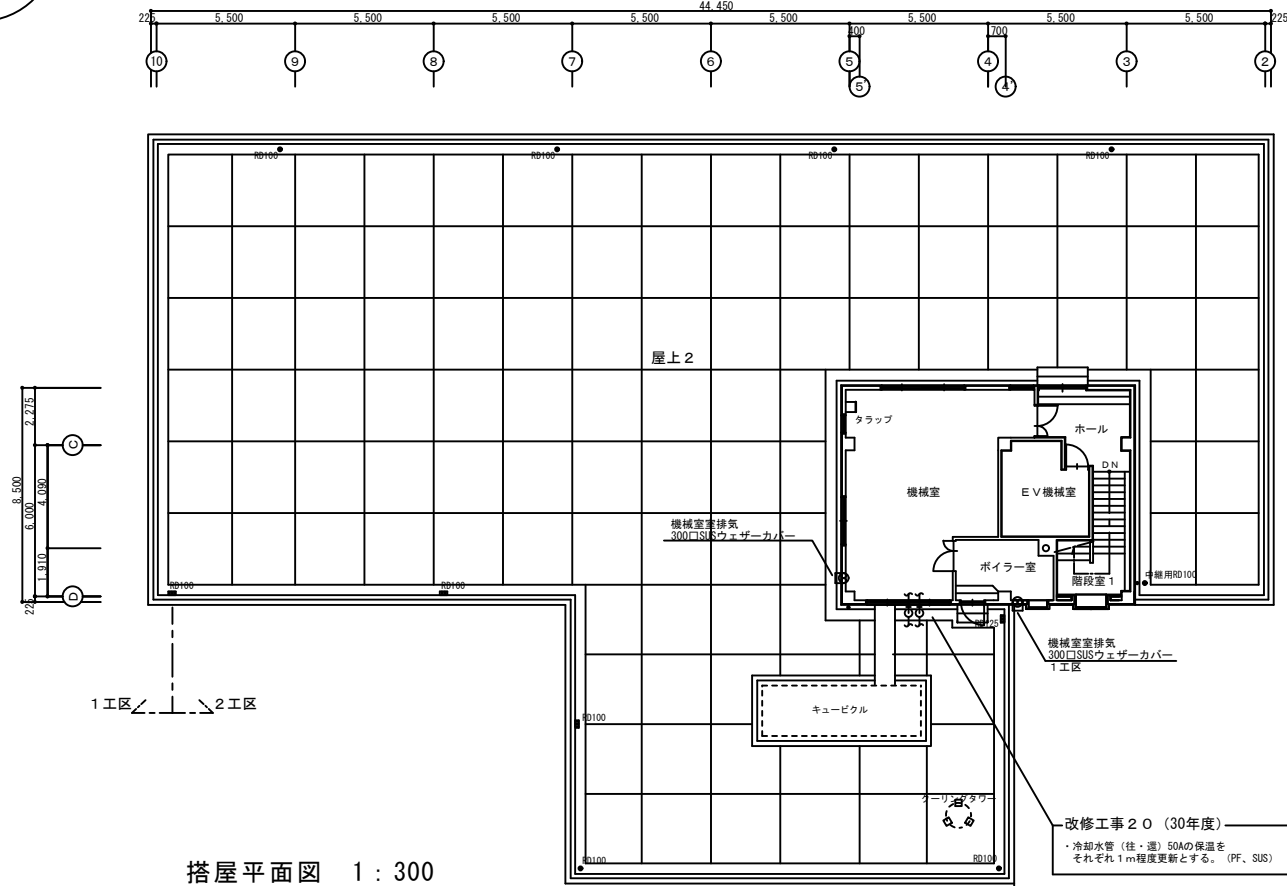 44.450
225 5,500 5,500 5,500 5,500 5,500 5,500 5,500 5,500 225
400 700
10 9 8 7 6 5 4 3 2
5' 4'
RD100 RD100 RD100 RD100
屋上2
2.275
8.500 6.000 4.090 1.910
225
C
D
タラップ
ホール
DN
機械室
EV機械室
機械室室排気
300□SUSウェザーカバー
ボイラー室
階段室1
中継用RD100
RD100 RD100
RD125
機械室室排気
300□SUSウェザーカバー
1工区
1工区 2工区
キュービクル
RD100
クーリングタワー
改修工事20 (30年度)
・冷却水管 (往・還) 50Aの保温を
それぞれ1m程度更新とする。 (PF、SUS)
RD100 RD100
搭屋平面図 1:300